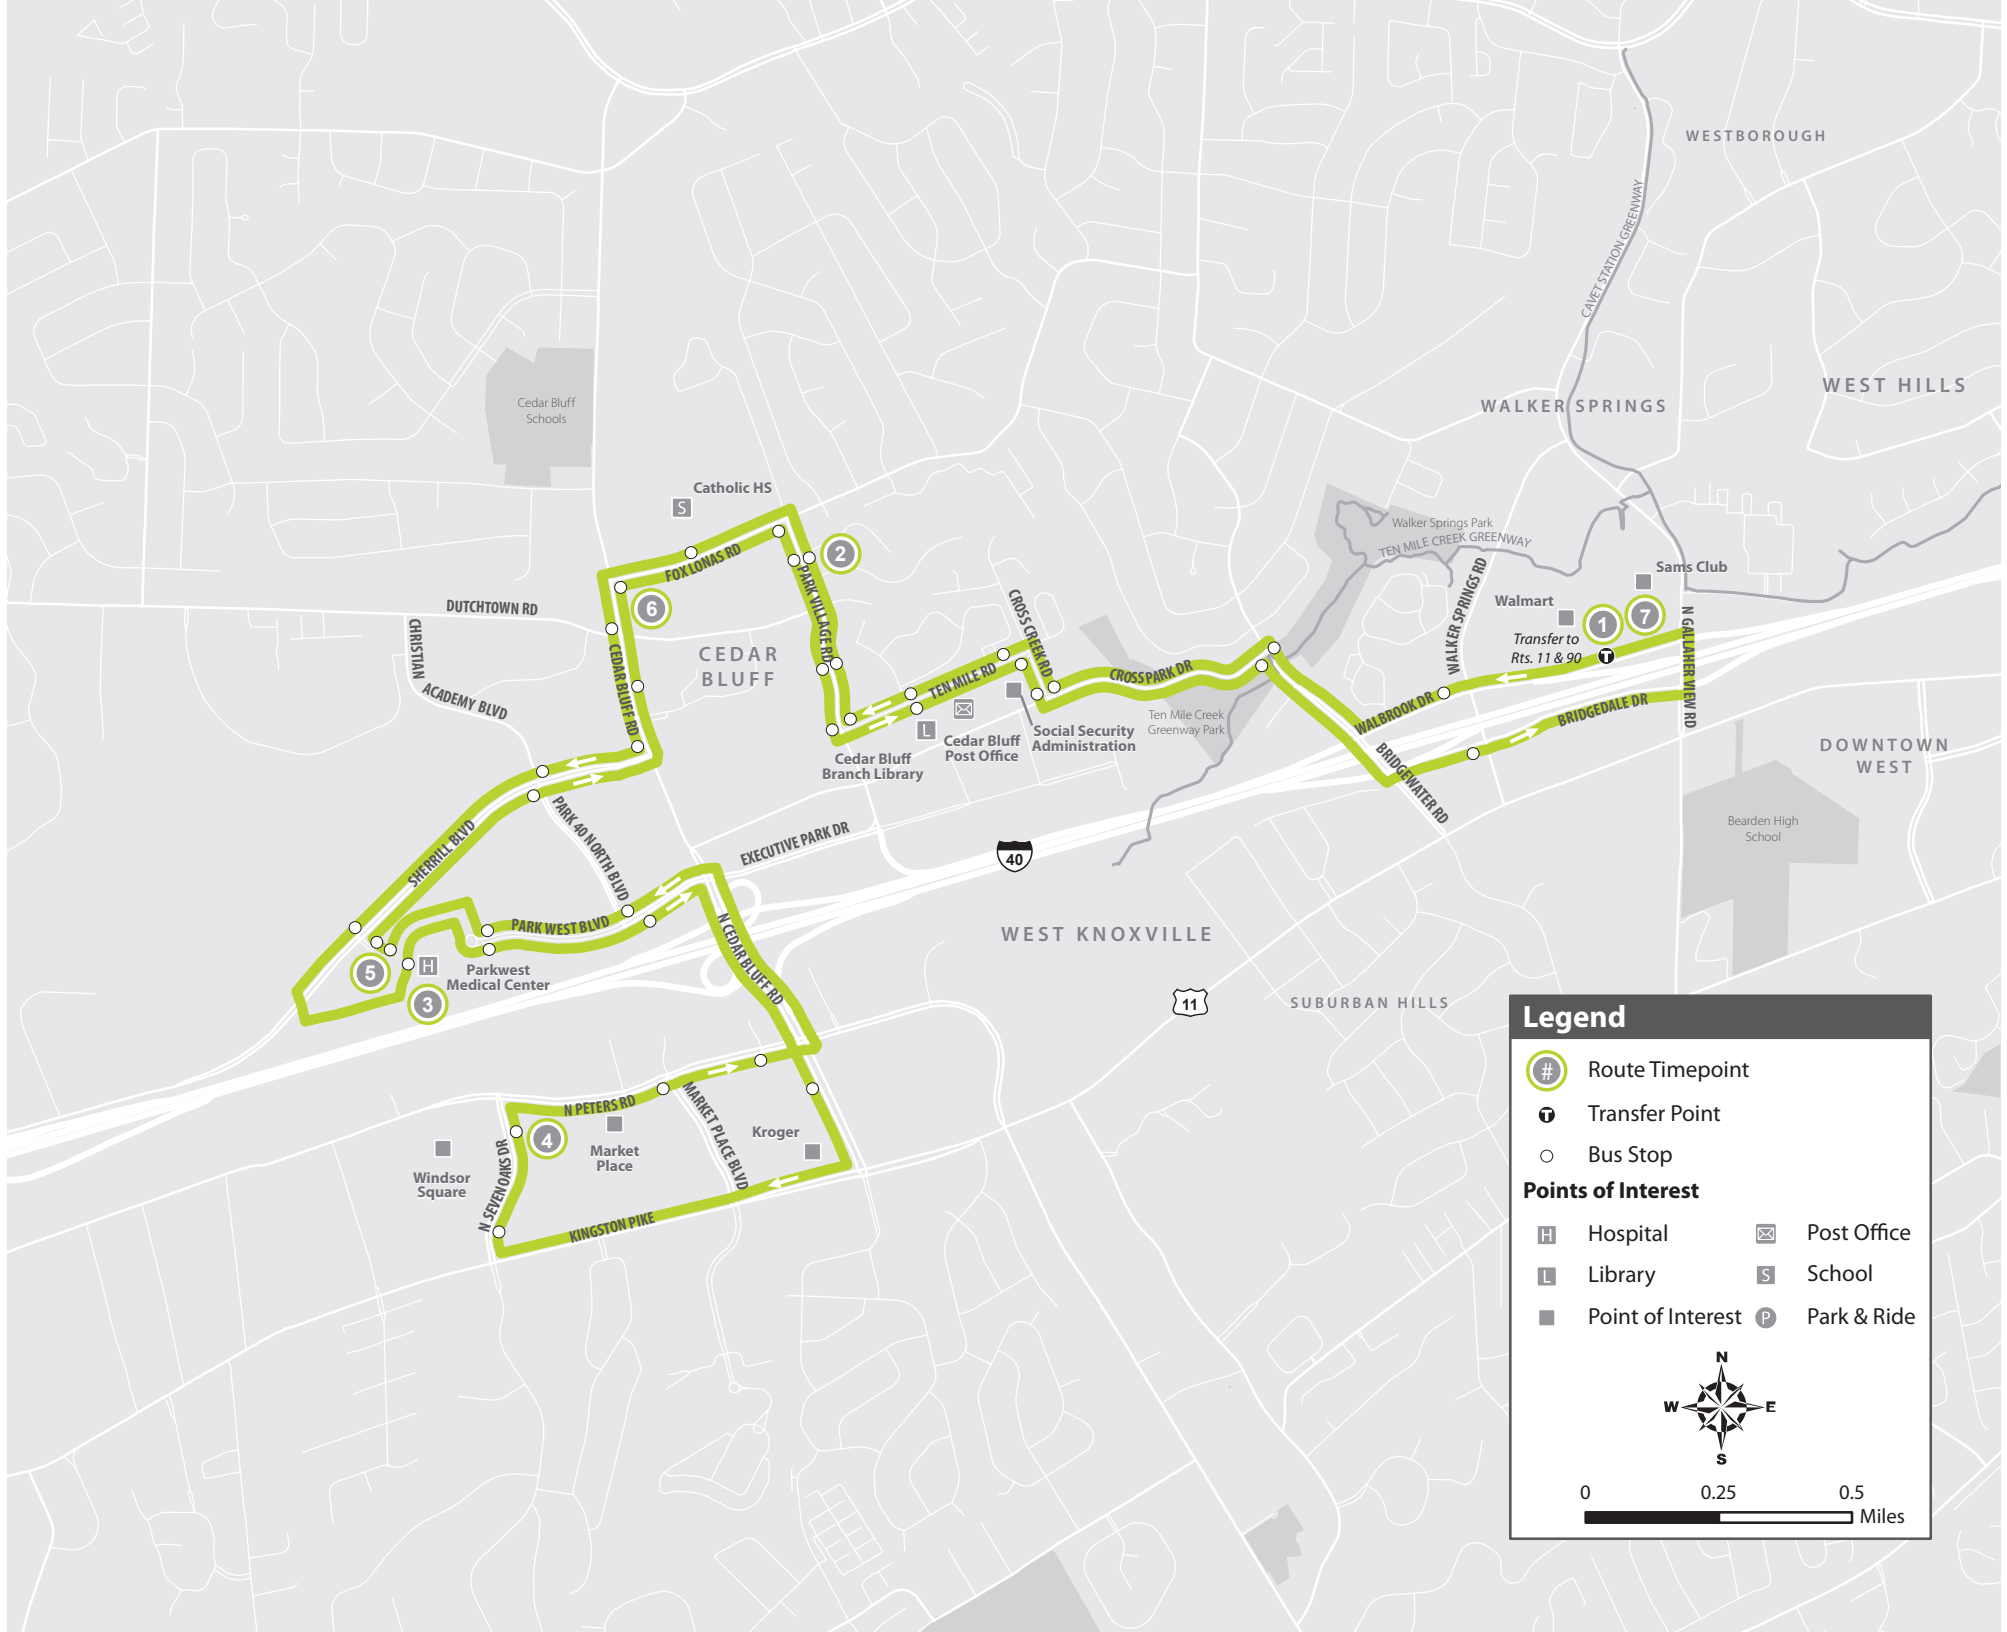 WESTBOROUGH
CAVET STATION GREENWAY
WEST HILLS
WALKER SPRINGS
Cedar Bluff
Schools
Catholic HS
S
Walker Springs Park
TEN MILE CREEK GREENWAY
2
FOX LONAS RD
PARK VILLAGE RD
Sams Club
WALKER SPRINGS RD
Walmart
1
7
N GALLAHER VIEW RD
Transfer to
Rts. 11 & 90
T
DUTCHTOWN RD
6
CHRISTIAN
ACADEMY BLVD
CEDAR BLUFF RD
CEDAR
BLUFF
CROSS CREEK RD
TEN MILE RD
CROSSPARK DR
WALBROOK DR
BRIDGEDALE DR
BRIDGEWATER RD
Ten Mile Creek
Greenway Park
L
Social Security
Administration
Cedar Bluff
Post Office
Cedar Bluff
Branch Library
DOWNTOWN
WEST
Bearden High
School
PARK 40 NORTH BLVD
EXECUTIVE PARK DR
SHERRILL BLVD
40
PARK WEST BLVD
N CEDAR BLUFF RD
WEST KNOXVILLE
H
5
Parkwest
Medical Center
3
11
SUBURBAN HILLS
N PETERS RD
MARKET PLACE BLVD
4
Market
Place
Kroger
Windsor
Square
N SEVEN OAKS DR
KINGSTON PIKE
Legend
# Route Timepoint
T Transfer Point
Bus Stop
Points of Interest
H Hospital
Post Office
L Library
S School
Point of Interest
P Park & Ride
N
W E
S
0 0.25 0.5
Miles